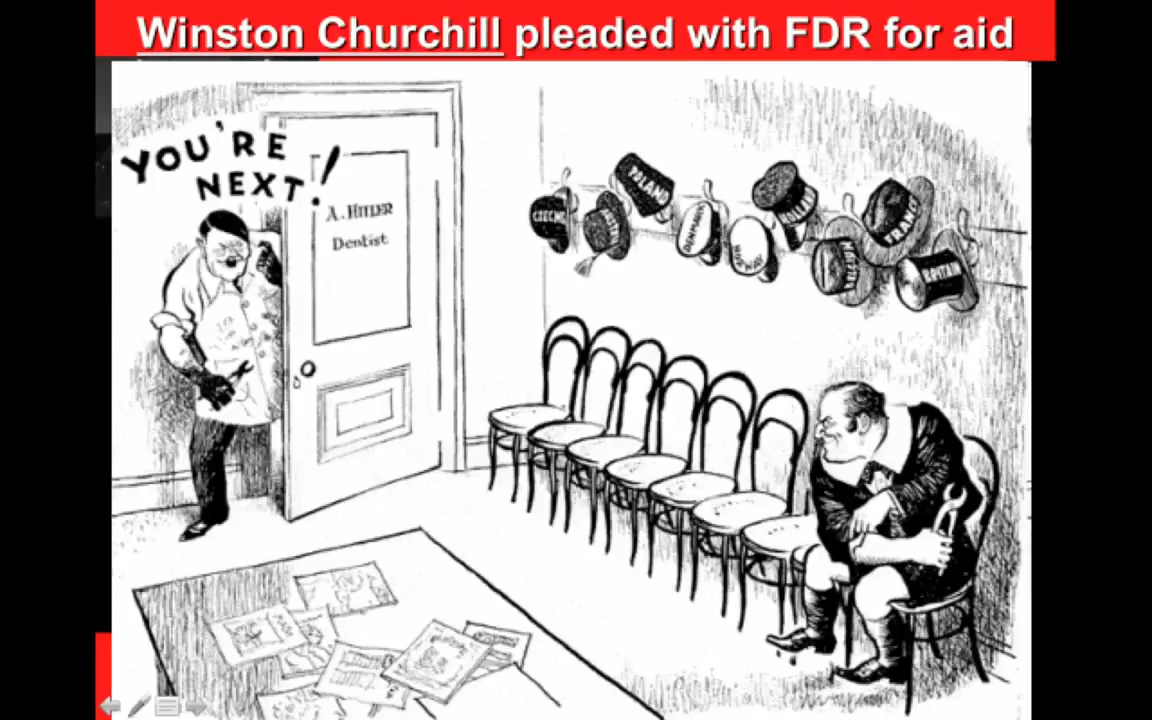 Winston Churchill pleaded with FDR for aid
YOU'RE
NEXT!
A. HITLER
Dentist
CZECHO
POLAND
DENMARK
NORWAY
HOLLAND
BELGIUM
FRANCE
BRITAIN